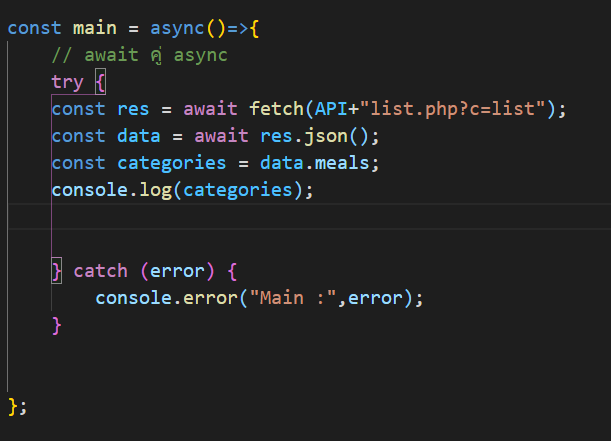 const main = async()=>{
// await คู่ async
try {
const res = await fetch(API+"list.php?c=list");
const data = await res.json();
const categories = data.meals;
console.log(categories);
} catch (error) {
console.error("Main :",error);
}
};